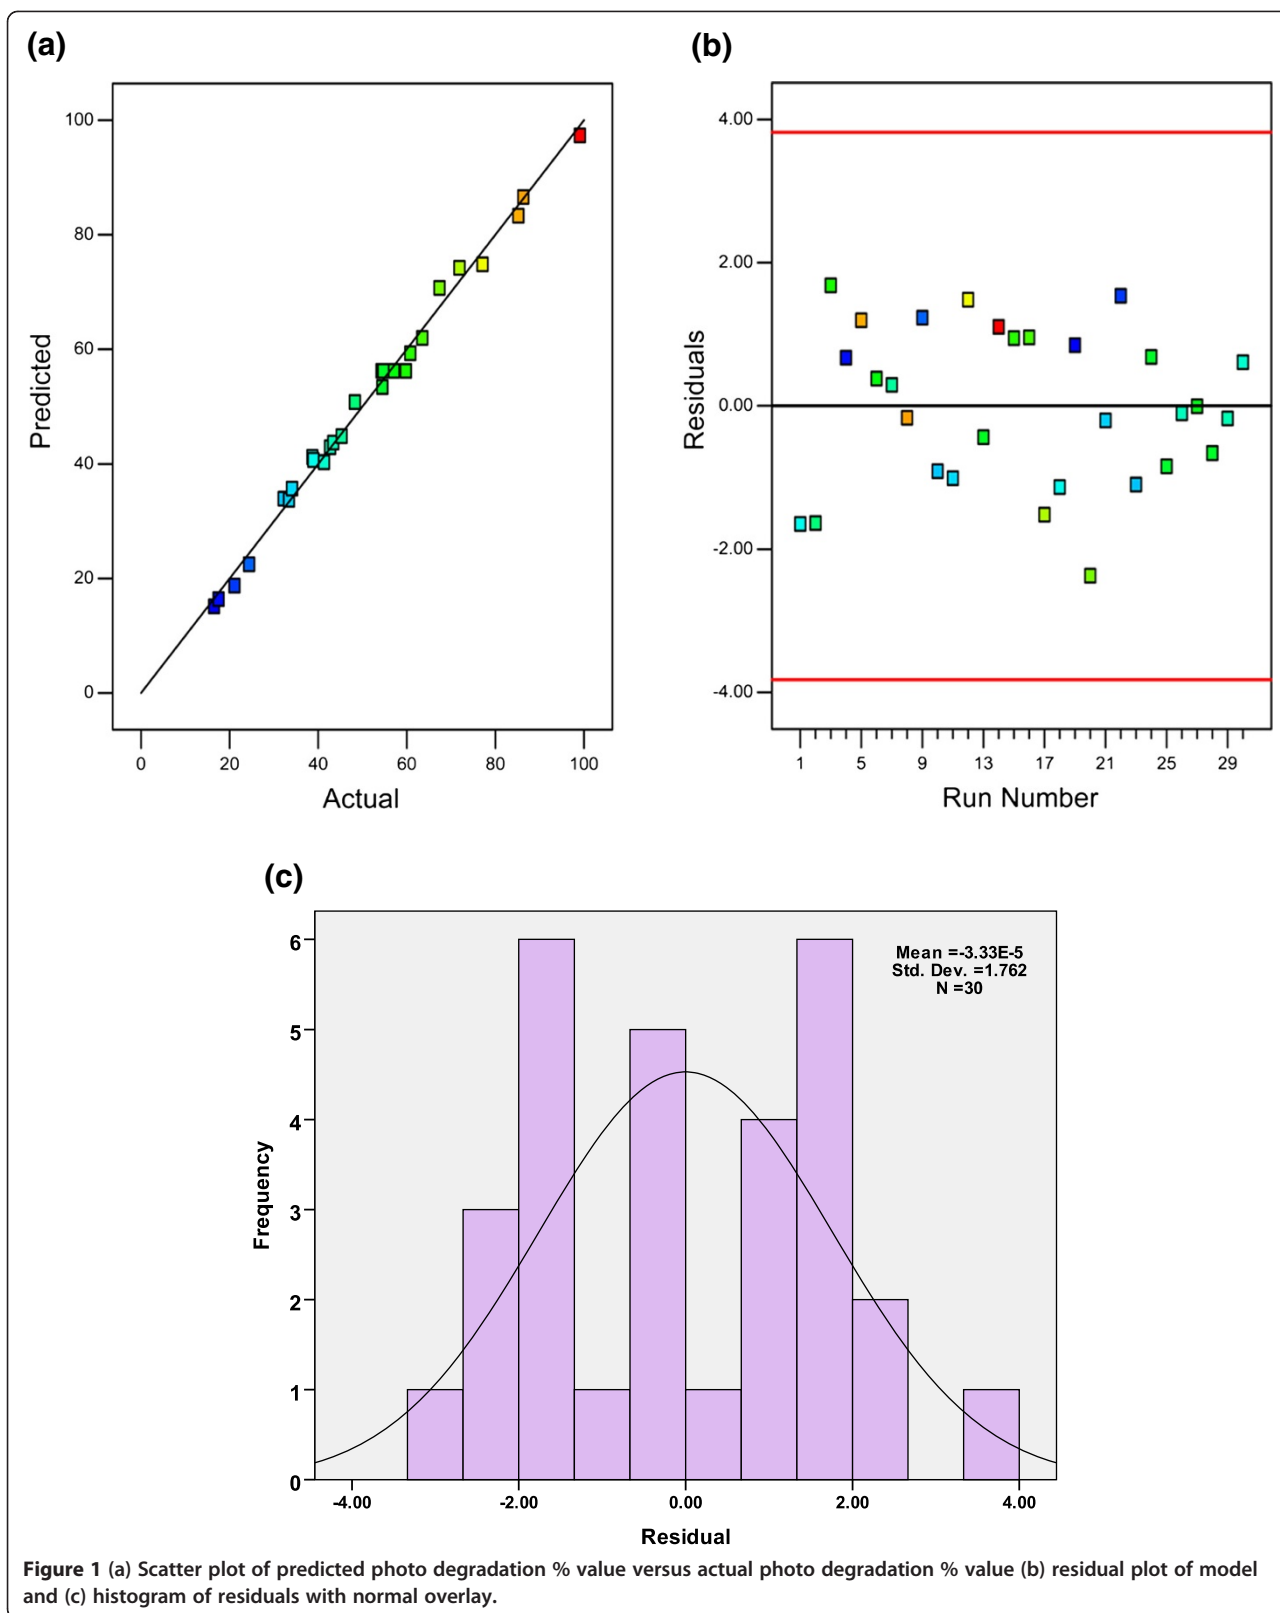 (a)
100
80
60
40
20
0
Predicted
0 20 40 60 80 100
Actual
(b)
4.00
2.00
0.00
-2.00
-4.00
Residuals
1 5 9 13 17 21 25 29
Run Number
(c)
Mean =-3.33E-5
Std. Dev. =1.762
N =30
6
5
4
3
2
1
0
Frequency
-4.00 -2.00 0.00 2.00 4.00
Residual
Figure 1 (a) Scatter plot of predicted photo degradation % value versus actual photo degradation % value (b) residual plot of model
and (c) histogram of residuals with normal overlay.